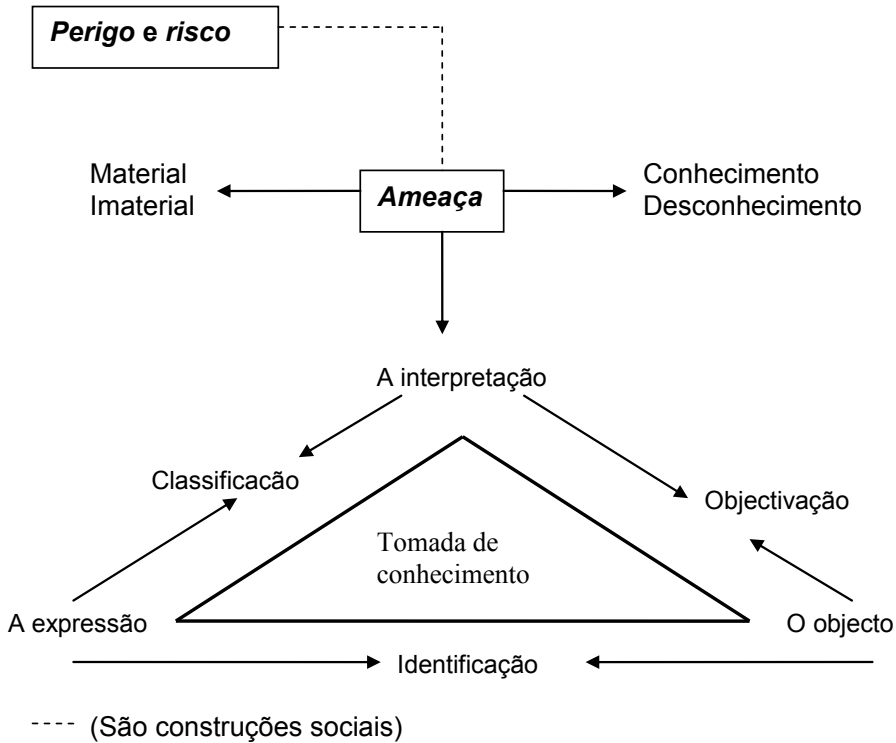 Perigo e risco
Material
Imaterial
Ameaça
Conhecimento
Desconhecimento
A interpretação
Classificacão
Objectivação
Tomada de
conhecimento
A expressão
O objecto
Identificação
(São construções sociais)